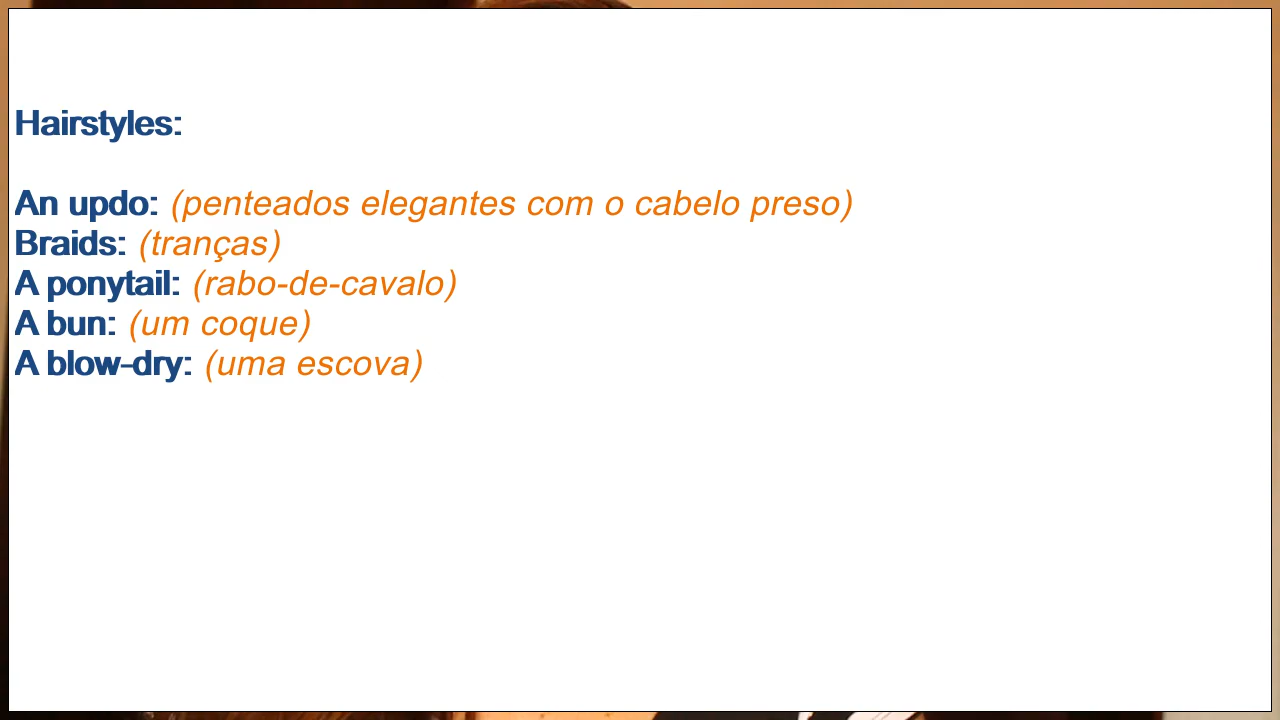 Hairstyles:
An updo: (penteados elegantes com o cabelo preso)
Braids: (tranças)
A ponytail: (rabo-de-cavalo)
A bun: (um coque)
A blow-dry: (uma escova)